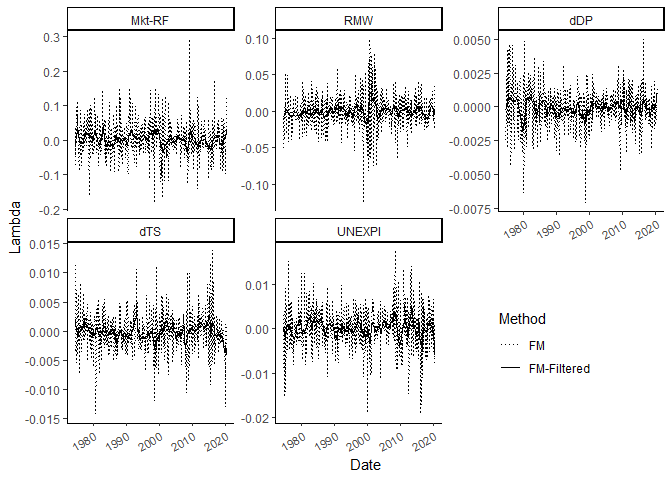 Mkt-RF
RMW
dDP
0.3
0.2
0.1
0.0
-0.1
-0.2
0.10
0.05
0.00
-0.05
-0.10
0.0050
0.0025
0.0000
-0.0025
-0.0050
-0.0075
1980 1990 2000 2010 2020
Lambda
dTS
UNEXPI
0.015
0.010
0.005
0.000
-0.005
-0.010
-0.015
0.01
0.00
-0.01
-0.02
1980 1990 2000 2010 2020
1980 1990 2000 2010 2020
Date
Method
FM
FM-Filtered